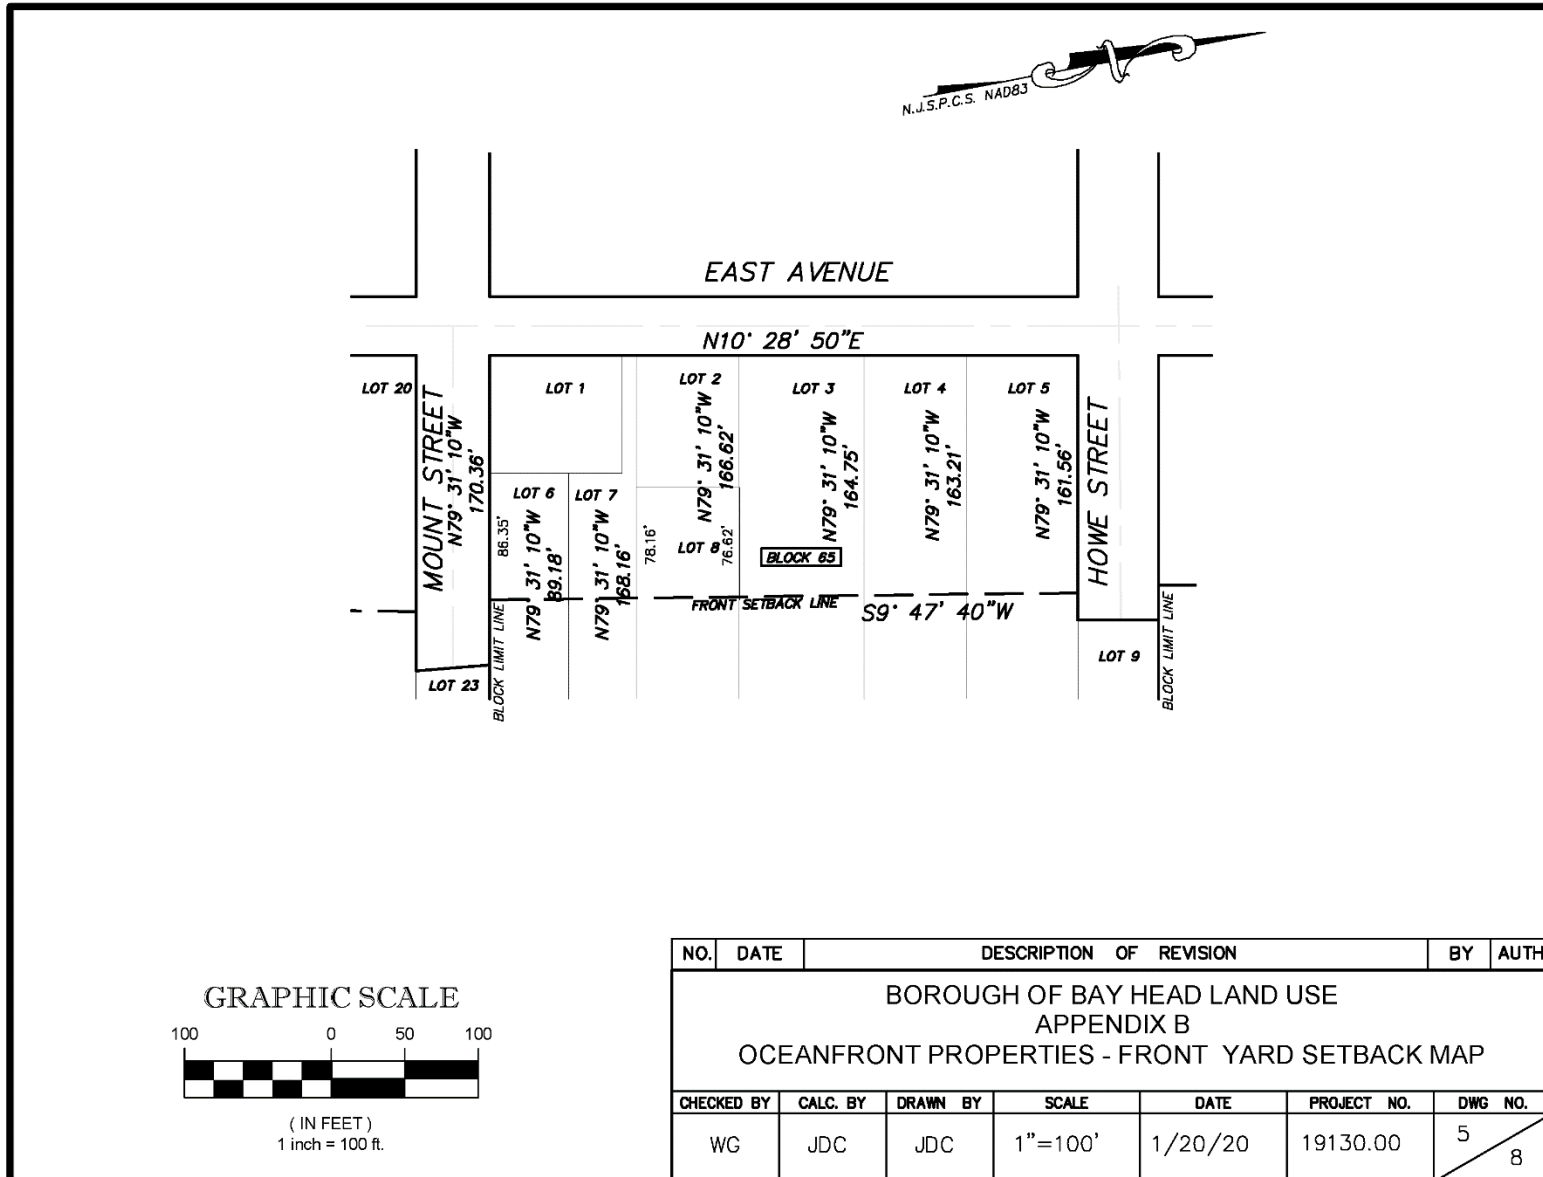 N
N.J.S.P.C.S. NAD83
EAST AVENUE
N10° 28' 50"E
LOT 20
MOUNT STREET
N79° 31' 10"W
170.36'
LOT 1
LOT 2
N79° 31' 10"W
166.62'
LOT 3
N79° 31' 10"W
164.75'
LOT 4
N79° 31' 10"W
163.21'
LOT 5
N79° 31' 10"W
161.56'
HOWE STREET
LOT 6
86.35'
N79° 31' 10"W
89.18'
LOT 7
N79° 31' 10"W
168.16'
78.16'
LOT 8
76.62'
BLOCK 65
FRONT SETBACK LINE
S9° 47' 40"W
BLOCK LIMIT LINE
LOT 23
LOT 9
BLOCK LIMIT LINE
GRAPHIC SCALE
100 0 50 100
( IN FEET )
1 inch = 100 ft.
NO. DATE DESCRIPTION OF REVISION BY AUTH
BOROUGH OF BAY HEAD LAND USE
APPENDIX B
OCEANFRONT PROPERTIES - FRONT YARD SETBACK MAP
CHECKED BY CALC. BY DRAWN BY SCALE DATE PROJECT NO. DWG NO.
WG JDC JDC 1"=100' 1/20/20 19130.00 5 8